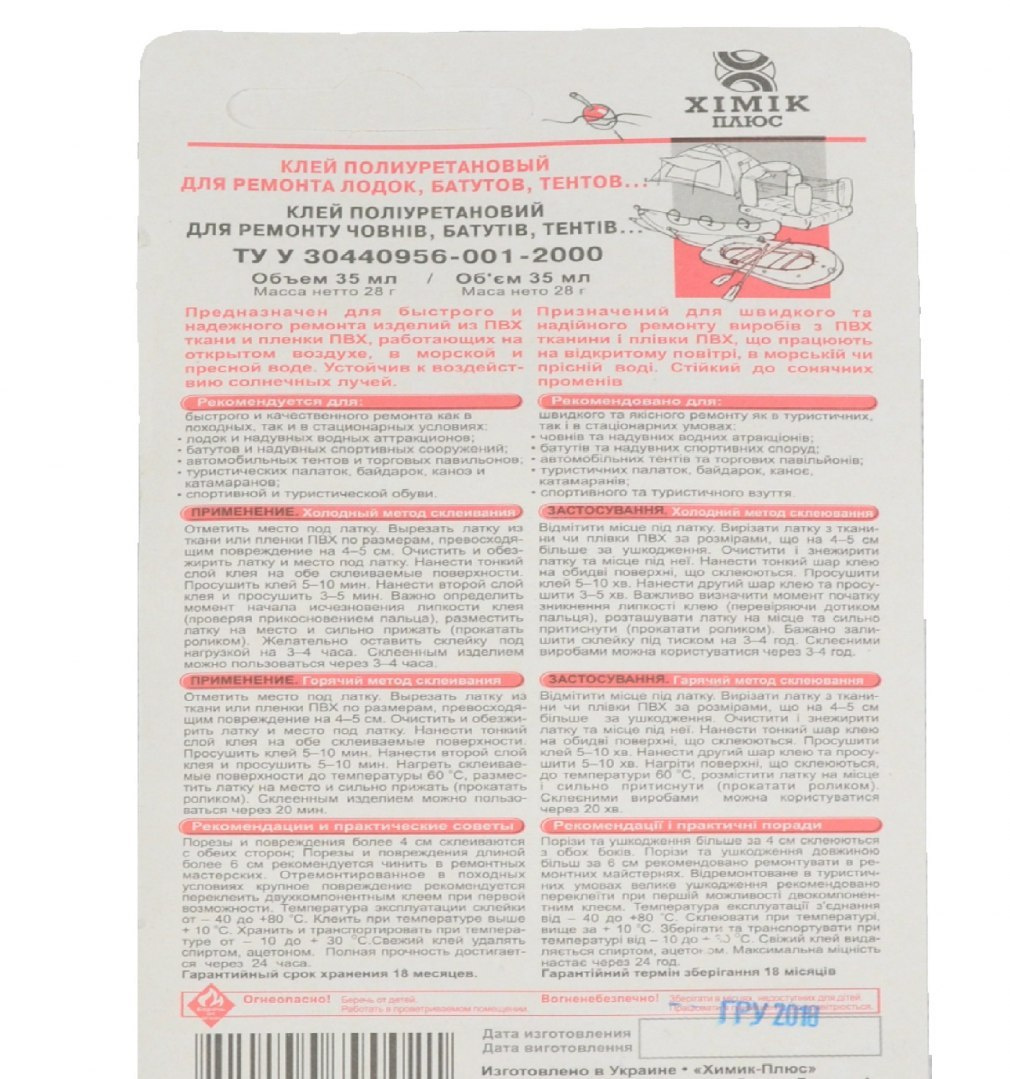 ХІМІК
ПЛЮС
КЛЕЙ ПОЛИУРЕТАНОВЫЙ
ДЛЯ РЕМОНТА ЛОДОК, БАТУТОВ, ТЕНТОВ...
КЛЕЙ ПОЛІУРЕТАНОВИЙ
ДЛЯ РЕМОНТУ ЧОВНІВ, БАТУТІВ, ТЕНТІВ...
ТУ У 30440956-001-2000
Объем 35 мл / Об'єм 35 мл
Масса нетто 28 г Маса нетто 28 г
Предназначен для быстрого и
надежного ремонта изделий из ПВХ
ткани и пленки ПВХ, работающих на
открытом воздухе, в морской и
пресной воде. Устойчив к воздейст-
вию солнечных лучей.
Рекомендуется для:
быстрого и качественного ремонта как в
походных, так и в стационарных условиях:
• лодок и надувных водных аттракционов;
• батутов и надувных спортивных сооружений;
• автомобильных тентов и торговых павильонов;
• туристических палаток, байдарок, каноэ и
катамаранов;
• спортивной и туристической обуви.
ПРИМЕНЕНИЕ. Холодный метод склеивания
Отметить место под латку. Вырезать латку из
ткани или пленки ПВХ по размерам, превосходя-
щим повреждение на 4–5 см. Очистить и обез-
жирить латку и место под латку. Нанести тонкий
слой клея на обе склеиваемые поверхности.
Просушить клей 5–10 мин. Нанести второй слой
клея и просушить 3–5 мин. Важно определить
момент начала исчезновения липкости клея
(проверяя прикосновением пальца), разместить
латку на место и сильно прижать (прокатать
роликом). Желательно оставить склейку под
нагрузкой на 3–4 часа. Склеенным изделием
можно пользоваться через 3–4 часа.
ПРИМЕНЕНИЕ. Горячий метод склеивания
Отметить место под латку. Вырезать латку из
ткани или пленки ПВХ по размерам, превосходя-
щим повреждение на 4–5 см. Очистить и обезжи-
рить латку и место под латку. Нанести тонкий
слой клея на обе склеиваемые поверхности.
Просушить клей 5–10 мин. Нанести второй слой
клея и просушить 5–10 мин. Нагреть склеивае-
мые поверхности до температуры 60 °С, размес-
тить латку на место и сильно прижать (прокатать
роликом). Склеенным изделием можно пользо-
ваться через 20 мин.
Рекомендации и практические советы
Порезы и повреждения более 4 см склеиваются
с обеих сторон; Порезы и повреждения длиной
более 6 см рекомендуется чинить в ремонтных
мастерских. Отремонтированное в походных
условиях крупное повреждение рекомендуется
переклеить двухкомпонентным клеем при первой
возможности. Температура эксплуатации склейки
от – 40 до +80 °С. Клеить при температуре выше
+ 10 °С. Хранить и транспортировать при темпера-
туре от – 10 до + 30 °С.Свежий клей удалять
спиртом, ацетоном. Полная прочность достигает-
ся через 24 часа.
Гарантийный срок хранения 18 месяцев.
Призначений для швидкого та
надійного ремонту виробів з ПВХ
тканини і плівки ПВХ, що працюють
на відкритому повітрі, в морській чи
прісній воді. Стійкий до сонячних
променів
Рекомендовано для:
швидкого та якісного ремонту як в туристичних,
так і в стаціонарних умовах:
• човнів та надувних водних атракціонів;
• батутів та надувних спортивних споруд;
• автомобільних тентів та торгових павільйонів;
• туристичних палаток, байдарок, каное,
катамаранів;
• спортивного та туристичного взуття.
ЗАСТОСУВАННЯ. Холодний метод склеювання
Відмітити місце під латку. Вирізати латку з ткани-
ни чи плівки ПВХ за розмірами, що на 4–5 см
більше за ушкодження. Очистити і знежирити
латку та місце під неї. Нанести тонкий шар клею
на обидві поверхні, що склеюються. Просушити
клей 5–10 хв. Нанести другий шар клею та просу-
шити 3–5 хв. Важливо визначити момент початку
зникнення липкості клею (перевіряючи дотиком
пальця), розташувати латку на місце та сильно
притиснути (прокатати роликом). Бажано зали-
шити склейку під тиском на 3–4 год. Склеєними
виробами можна користуватися через 3-4 год.
ЗАСТОСУВАННЯ. Гарячий метод склеювання
Відмітити місце під латку. Вирізати латку з ткани-
ни чи плівки ПВХ за розмірами, що на 4–5 см
більше за ушкодження. Очистити і знежирити
латку та місце під неї. Нанести тонкий шар клею
на обидві поверхні, що склеюються. Просушити
клей 5–10 хв. Нанести другий шар клею та просу-
шити 5–10 хв. Нагріти поверхні, що склеюються,
до температури 60 °С, розмістити латку на місце
і сильно притиснути (прокатати роликом).
Склеєними виробами можна користуватися
через 20 хв.
Рекомендації і практичні поради
Порізи та ушкодження більше за 4 см склеюються
з обох боків. Порізи та ушкодження довжиною
більш за 6 см рекомендовано ремонтувати в ре-
монтних майстернях. Відремонтоване в туристич-
них умовах велике ушкодження рекомендовано
переклеїти при першій можливості двокомпонен-
тним клеєм. Температура експлуатації з'єднання
від – 40 до +80 °С. Склеювати при температурі,
вище за + 10 °С. Зберігати та транспортувати при
температурі від – 10 до + °С. Свіжий клей вида-
ляється спиртом, ацетоном. Максимальна міцність
настає через 24 год.
Гарантійний термін зберігання 18 місяців
Огнеопасно! Беречь от детей.
Работать в проветриваемом помещении.
Вогненебезпечно! Зберігати в місцях, недоступних для дітей.
ГРУ 2018
Дата изготовления
Дата виготовлення
Изготовлено в Украине • «Химик-Плюс»